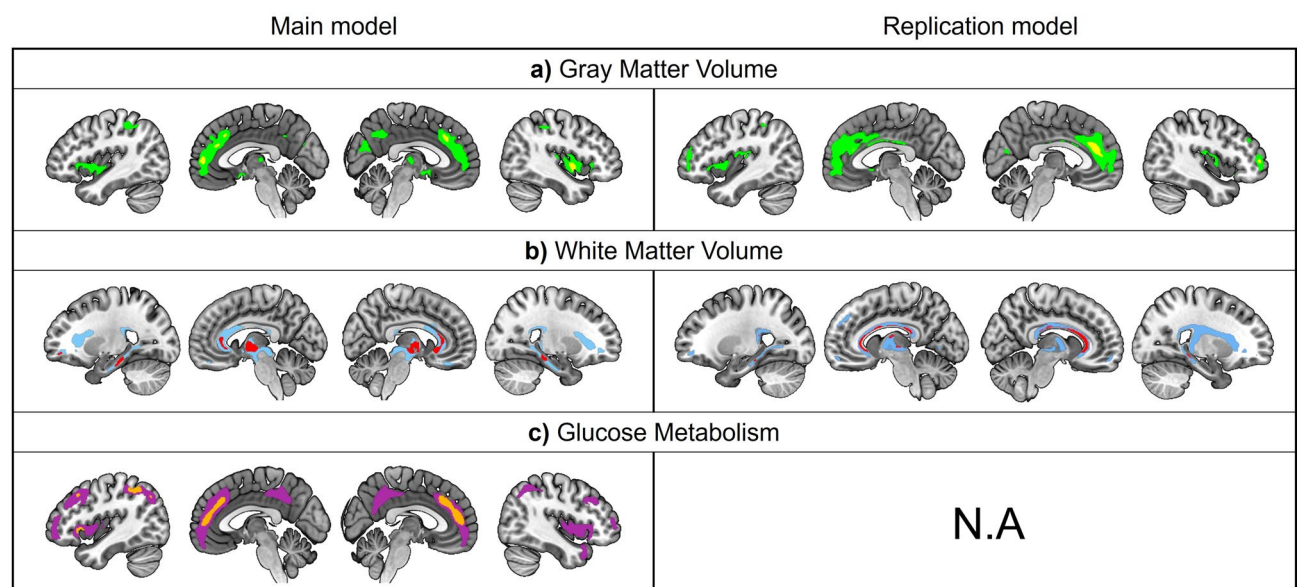 Main model
Replication model
a) Gray Matter Volume
b) White Matter Volume
c) Glucose Metabolism
N.A